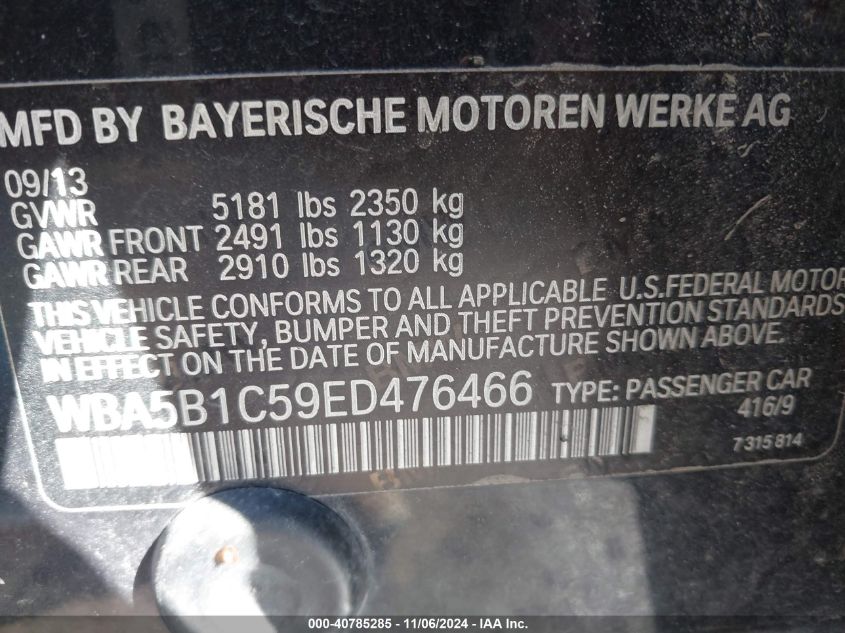 MFD BY BAYERISCHE MOTOREN WERKE AG
09/13
GVWR 5181 lbs 2350 kg
GAWR FRONT 2491 lbs 1130 kg
GAWR REAR 2910 lbs 1320 kg
THIS VEHICLE CONFORMS TO ALL APPLICABLE U.S.FEDERAL MOTOR
VEHICLE SAFETY, BUMPER AND THEFT PREVENTION STANDARDS
IN EFFECT ON THE DATE OF MANUFACTURE SHOWN ABOVE.
WBA5B1C59ED476466 TYPE: PASSENGER CAR
416/9
7315814
000-40785285 - 11/06/2024 - IAA Inc.